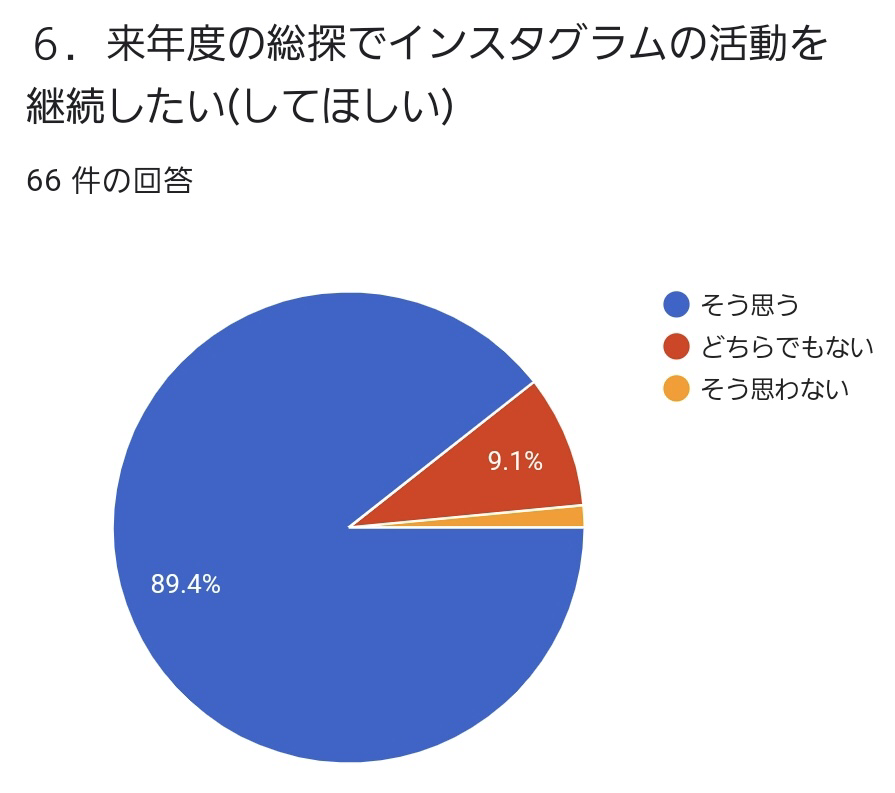 ６．来年度の総探でインスタグラムの活動を
継続したい(してほしい)
66 件の回答
そう思う
どちらでもない
そう思わない
9.1%
89.4%